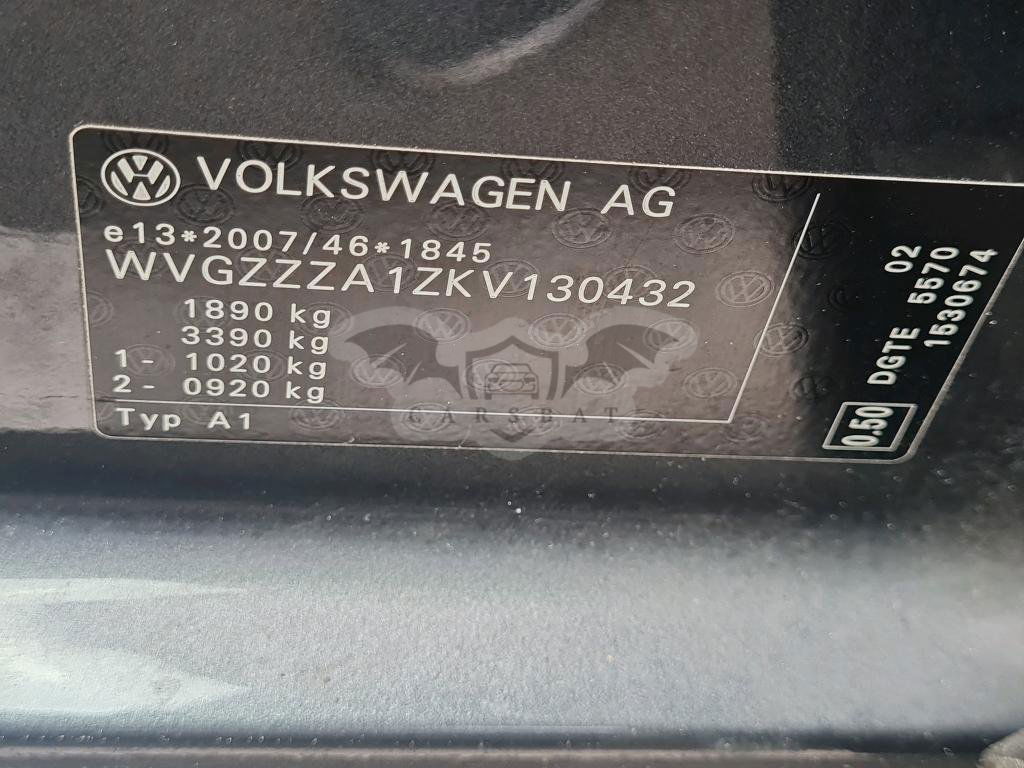 VOLKSWAGEN AG
e13*2007/46*1845
WVGZZZA1ZKV130432
1890 kg
3390 kg
1 - 1020 kg
2 - 0920 kg
Typ A1
0.50 DGTE 5570 02
1530674
CARSBAT